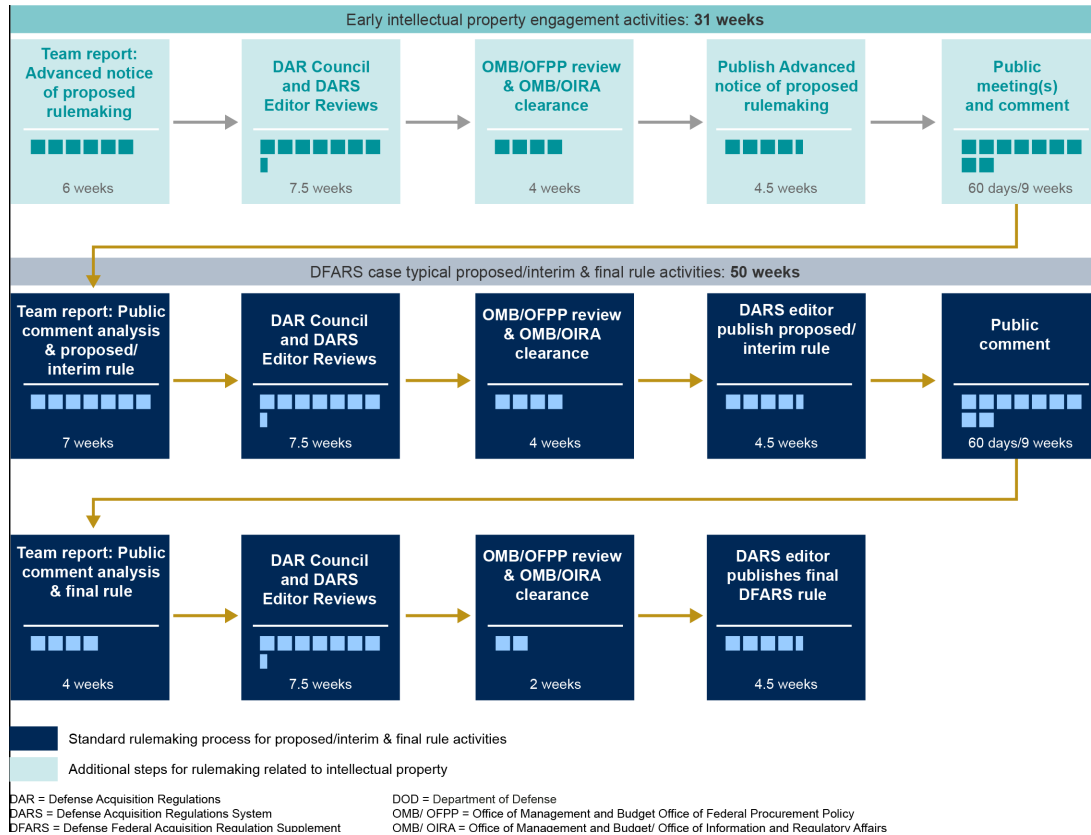 Early intellectual property engagement activities: 31 weeks
Team report:
Advanced notice
of proposed
rulemaking
6 weeks
DAR Council
and DARS
Editor Reviews
7.5 weeks
OMB/OFPP review
& OMB/OIRA
clearance
4 weeks
Publish Advanced
notice of proposed
rulemaking
4.5 weeks
Public
meeting(s)
and comment
60 days/9 weeks
DFARS case typical proposed/interim & final rule activities: 50 weeks
Team report: Public
comment analysis
& proposed/
interim rule
7 weeks
DAR Council
and DARS
Editor Reviews
7.5 weeks
OMB/OFPP review
& OMB/OIRA
clearance
4 weeks
DARS editor
publish proposed/
interim rule
4.5 weeks
Public
comment
60 days/9 weeks
Team report: Public
comment analysis
& final rule
4 weeks
DAR Council
and DARS
Editor Reviews
7.5 weeks
OMB/OFPP review
& OMB/OIRA
clearance
2 weeks
DARS editor
publishes final
DFARS rule
4.5 weeks
Standard rulemaking process for proposed/interim & final rule activities
Additional steps for rulemaking related to intellectual property
DAR = Defense Acquisition Regulations
DARS = Defense Acquisition Regulations System
DFARS = Defense Federal Acquisition Regulation Supplement
DOD = Department of Defense
OMB/ OFPP = Office of Management and Budget Office of Federal Procurement Policy
OMB/ OIRA = Office of Management and Budget/ Office of Information and Regulatory Affairs